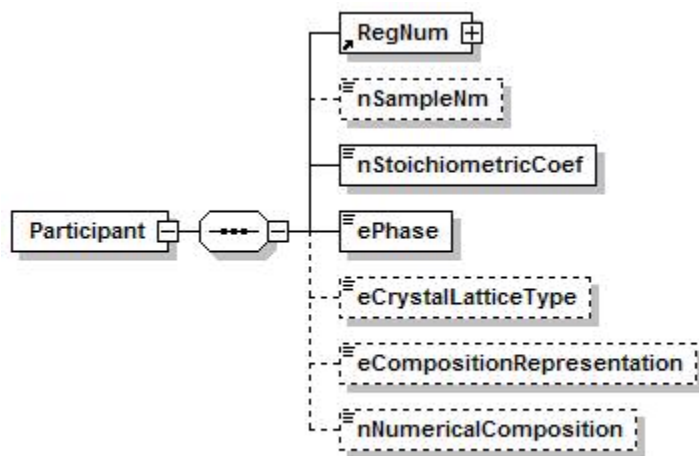 RegNum
nSampleNm
nStoichiometricCoef
Participant
ePhase
eCrystalLatticeType
eCompositionRepresentation
nNumericalComposition